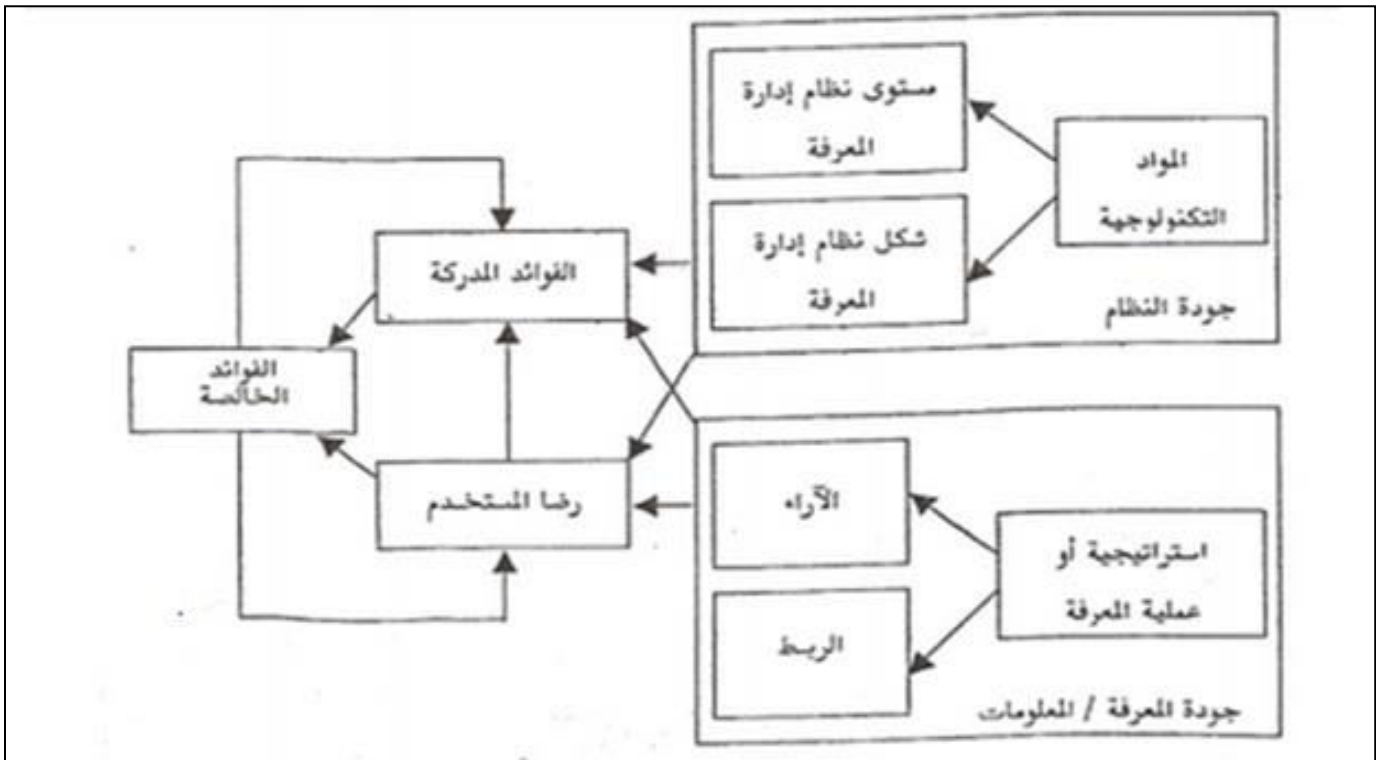 مستوى نظام إدارة
المعرفة
المواد
التكنولوجية
شكل نظام إدارة
المعرفة
جودة النظام
الفوائد المدركة
الفوائد
الخالصة
رضا المستخدم
الآراء
استراتيجية أو
عملية المعرفة
الربط
جودة المعرفة / المعلومات